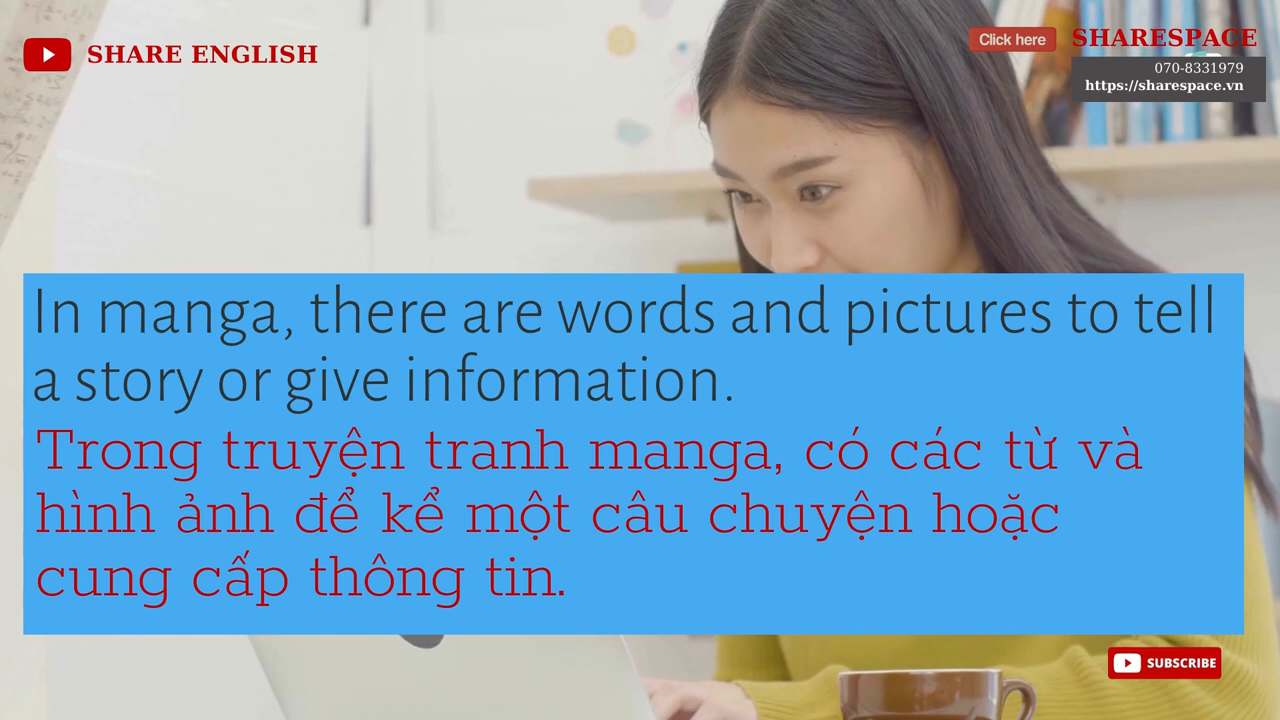 SHARE ENGLISH
Click here
SHARESPACE
070-8331979
https://sharespace.vn
In manga, there are words and pictures to tell
a story or give information.
Trong truyện tranh manga, có các từ và
hình ảnh để kể một câu chuyện hoặc
cung cấp thông tin.
SUBSCRIBE